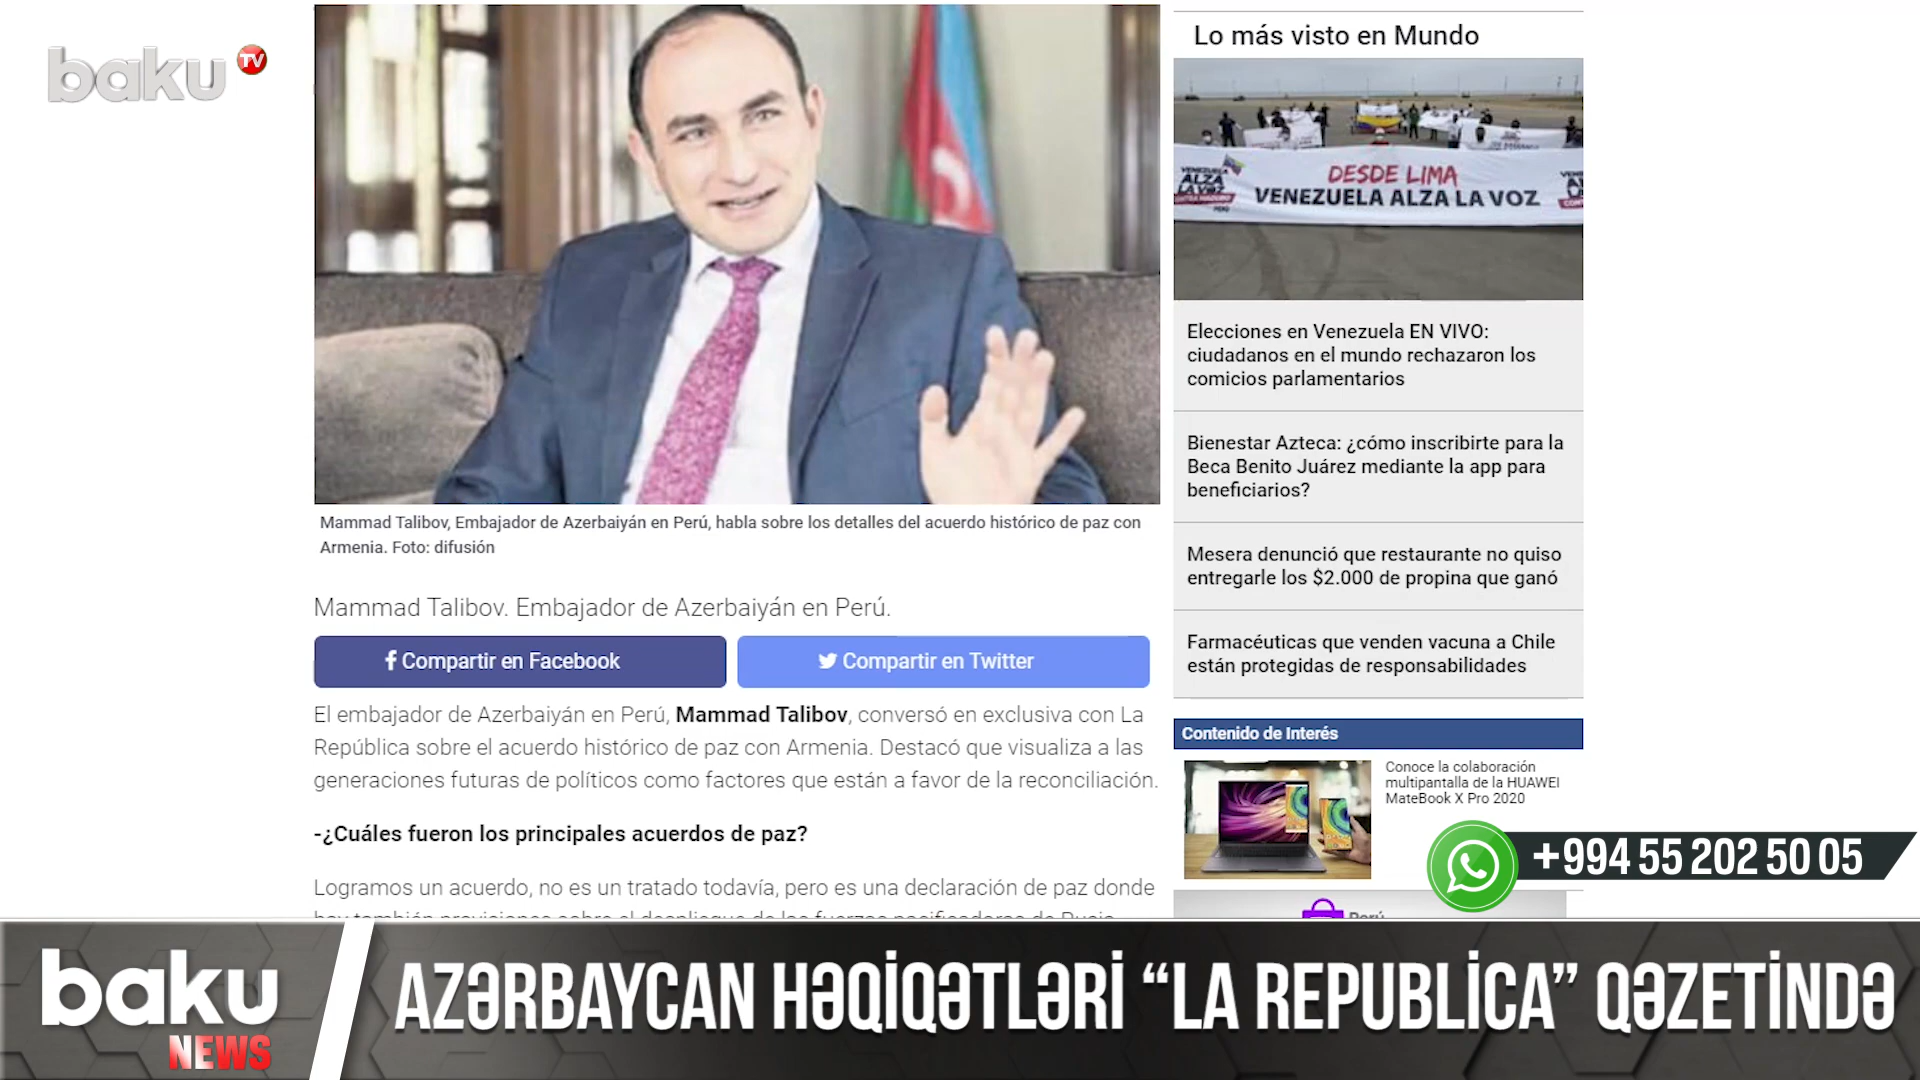 baku TV
Mammad Talibov, Embajador de Azerbaiyán en Perú, habla sobre los detalles del acuerdo histórico de paz con
Armenia. Foto: difusión
Mammad Talibov. Embajador de Azerbaiyán en Perú.
Compartir en Facebook
Compartir en Twitter
El embajador de Azerbaiyán en Perú, Mammad Talibov, conversó en exclusiva con La
República sobre el acuerdo histórico de paz con Armenia. Destacó que visualiza a las
generaciones futuras de políticos como factores que están a favor de la reconciliación.
-¿Cuáles fueron los principales acuerdos de paz?
Logramos un acuerdo, no es un tratado todavía, pero es una declaración de paz donde
Lo más visto en Mundo
VENEZUELA
ALZA
LA VOZ
DESDE LIMA
VENEZUELA ALZA LA VOZ
Elecciones en Venezuela EN VIVO:
ciudadanos en el mundo rechazaron los
comicios parlamentarios
Bienestar Azteca: ¿cómo inscribirte para la
Beca Benito Juárez mediante la app para
beneficiarios?
Mesera denunció que restaurante no quiso
entregarle los $2.000 de propina que ganó
Farmacéuticas que venden vacuna a Chile
están protegidas de responsabilidades
Contenido de Interés
Conoce la colaboración
multipantalla de la HUAWEI
MateBook X Pro 2020
+994 55 202 50 05
baku
NEWS
AZƏRBAYCAN HƏQİQƏTLƏRİ “LA REPUBLİCA” QƏZETİNDƏ